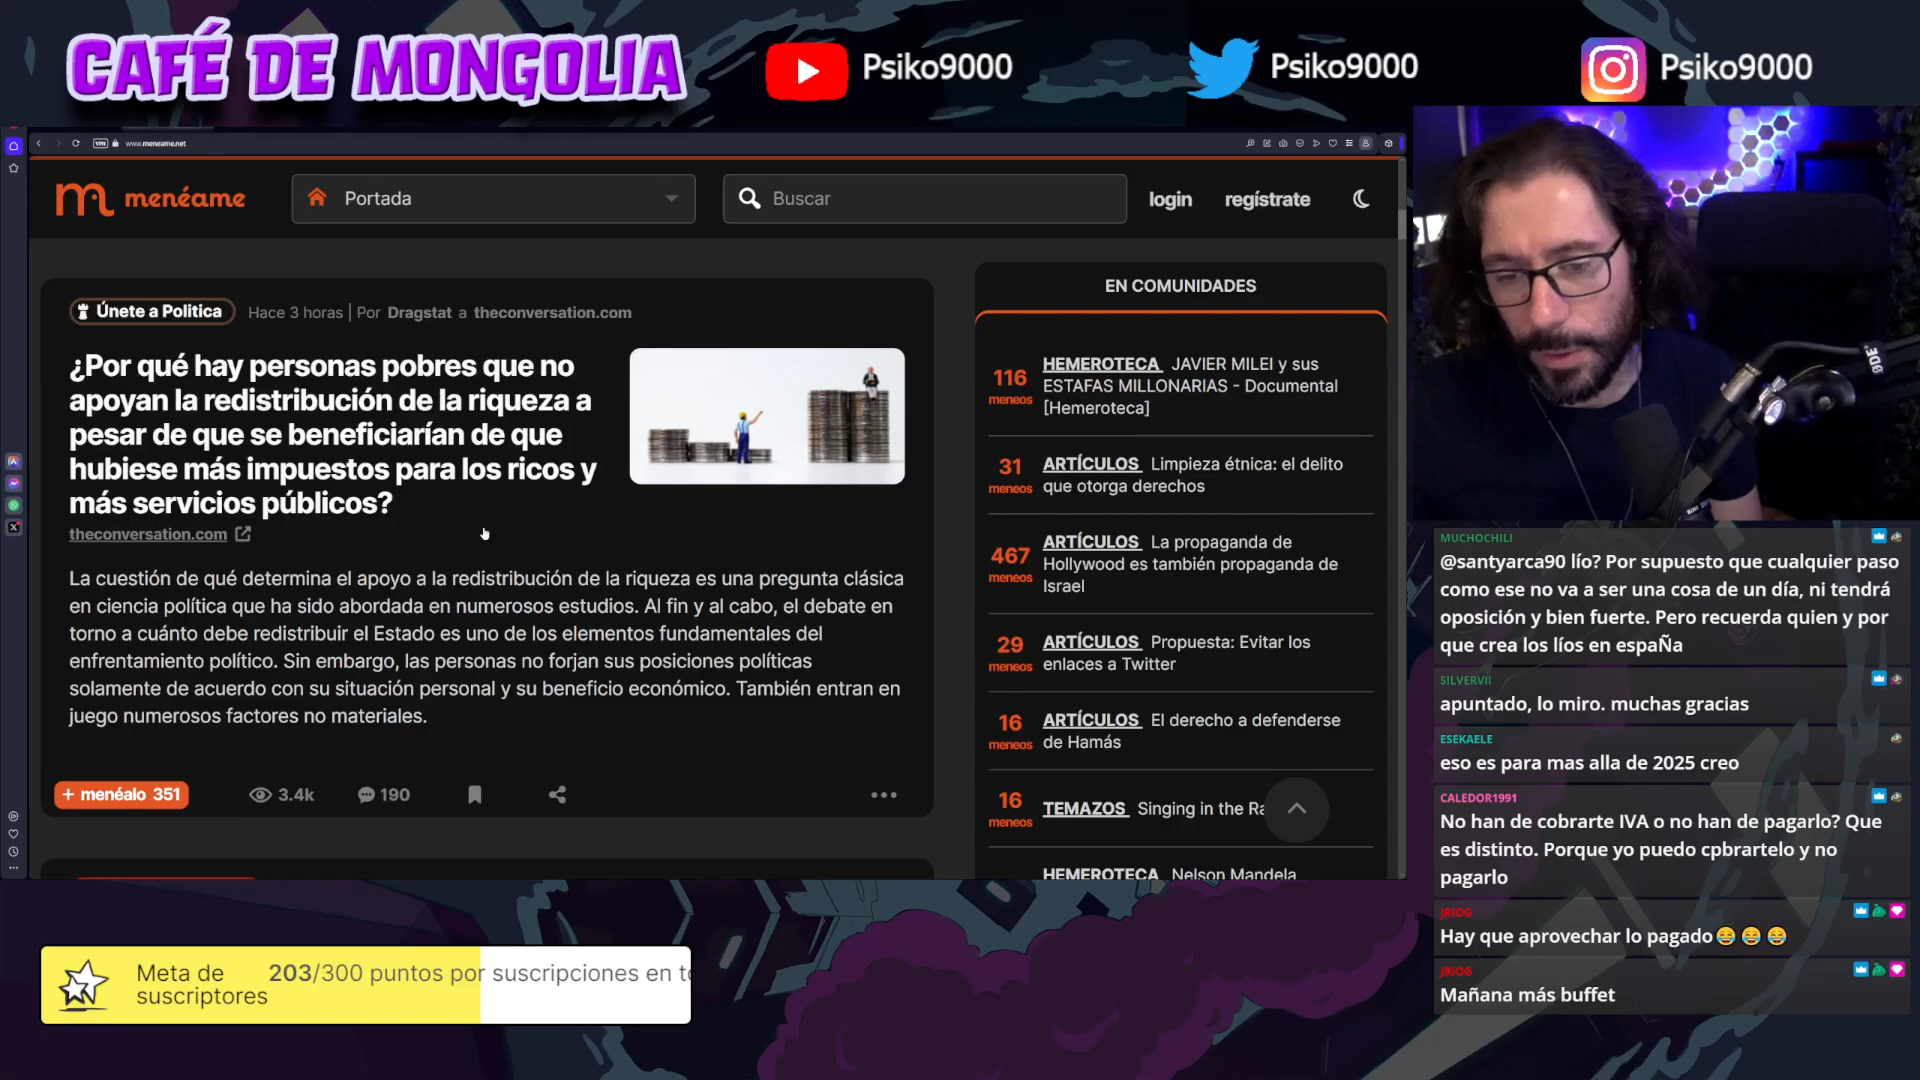 CAFÉ DE MONGOLIA
Psiko9000
Psiko9000
Psiko9000
VPN
www.meneame.net
menéame
Portada
Buscar
login
regístrate
Únete a Politica
Hace 3 horas | Por Dragstat a theconversation.com
¿Por qué hay personas pobres que no
apoyan la redistribución de la riqueza a
pesar de que se beneficiarían de que
hubiese más impuestos para los ricos y
más servicios públicos?
theconversation.com
La cuestión de qué determina el apoyo a la redistribución de la riqueza es una pregunta clásica
en ciencia política que ha sido abordada en numerosos estudios. Al fin y al cabo, el debate en
torno a cuánto debe redistribuir el Estado es uno de los elementos fundamentales del
enfrentamiento político. Sin embargo, las personas no forjan sus posiciones políticas
solamente de acuerdo con su situación personal y su beneficio económico. También entran en
juego numerosos factores no materiales.
+ menéalo 351
3.4k
190
EN COMUNIDADES
116
meneos
HEMEROTECA JAVIER MILEI y sus
ESTAFAS MILLONARIAS - Documental
[Hemeroteca]
31
meneos
ARTÍCULOS Limpieza étnica: el delito
que otorga derechos
467
meneos
ARTÍCULOS La propaganda de
Hollywood es también propaganda de
Israel
29
meneos
ARTÍCULOS Propuesta: Evitar los
enlaces a Twitter
16
meneos
ARTÍCULOS El derecho a defenderse
de Hamás
16
meneos
TEMAZOS Singing in the Ra
HEMEROTECA Nelson Mandela
RODE
MUCHOCHILI
@santyarca90 lío? Por supuesto que cualquier paso
como ese no va a ser una cosa de un día, ni tendrá
oposición y bien fuerte. Pero recuerda quien y por
que crea los líos en espaÑa
SILVERVII
apuntado, lo miro. muchas gracias
ESEKAELE
eso es para mas alla de 2025 creo
CALEDOR1991
No han de cobrarte IVA o no han de pagarlo? Que
es distinto. Porque yo puedo cpbrartelo y no
pagarlo
JRIOG
Hay que aprovechar lo pagado😂 😂 😂
JRIOG
Mañana más buffet
Meta de
suscriptores
203/300 puntos por suscripciones en to